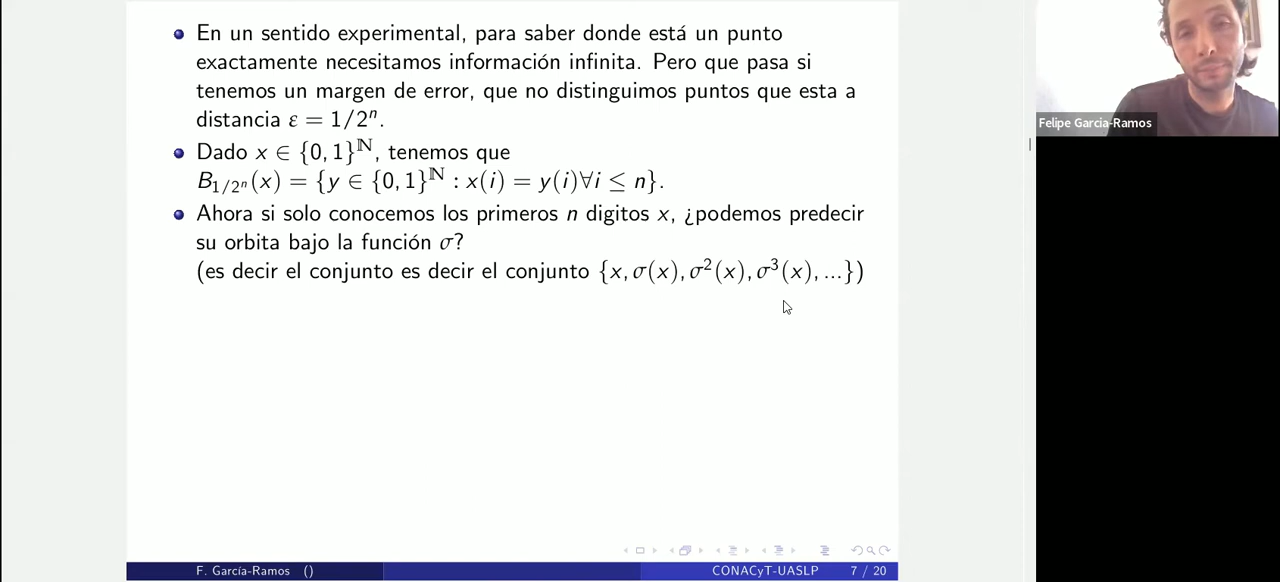 En un sentido experimental, para saber donde está un punto
exactamente necesitamos información infinita. Pero que pasa si
tenemos un margen de error, que no distinguimos puntos que esta a
distancia ε = 1/2ⁿ.
Dado x ∈ {0, 1}^ℕ, tenemos que
B_{1/2ⁿ}(x) = {y ∈ {0, 1}^ℕ : x(i) = y(i)∀i ≤ n}.
Ahora si solo conocemos los primeros n digitos x, ¿podemos predecir
su orbita bajo la función σ?
(es decir el conjunto es decir el conjunto {x, σ(x), σ²(x), σ³(x), ...})
Felipe Garcia-Ramos
F. García-Ramos () CONACyT-UASLP 7 / 20